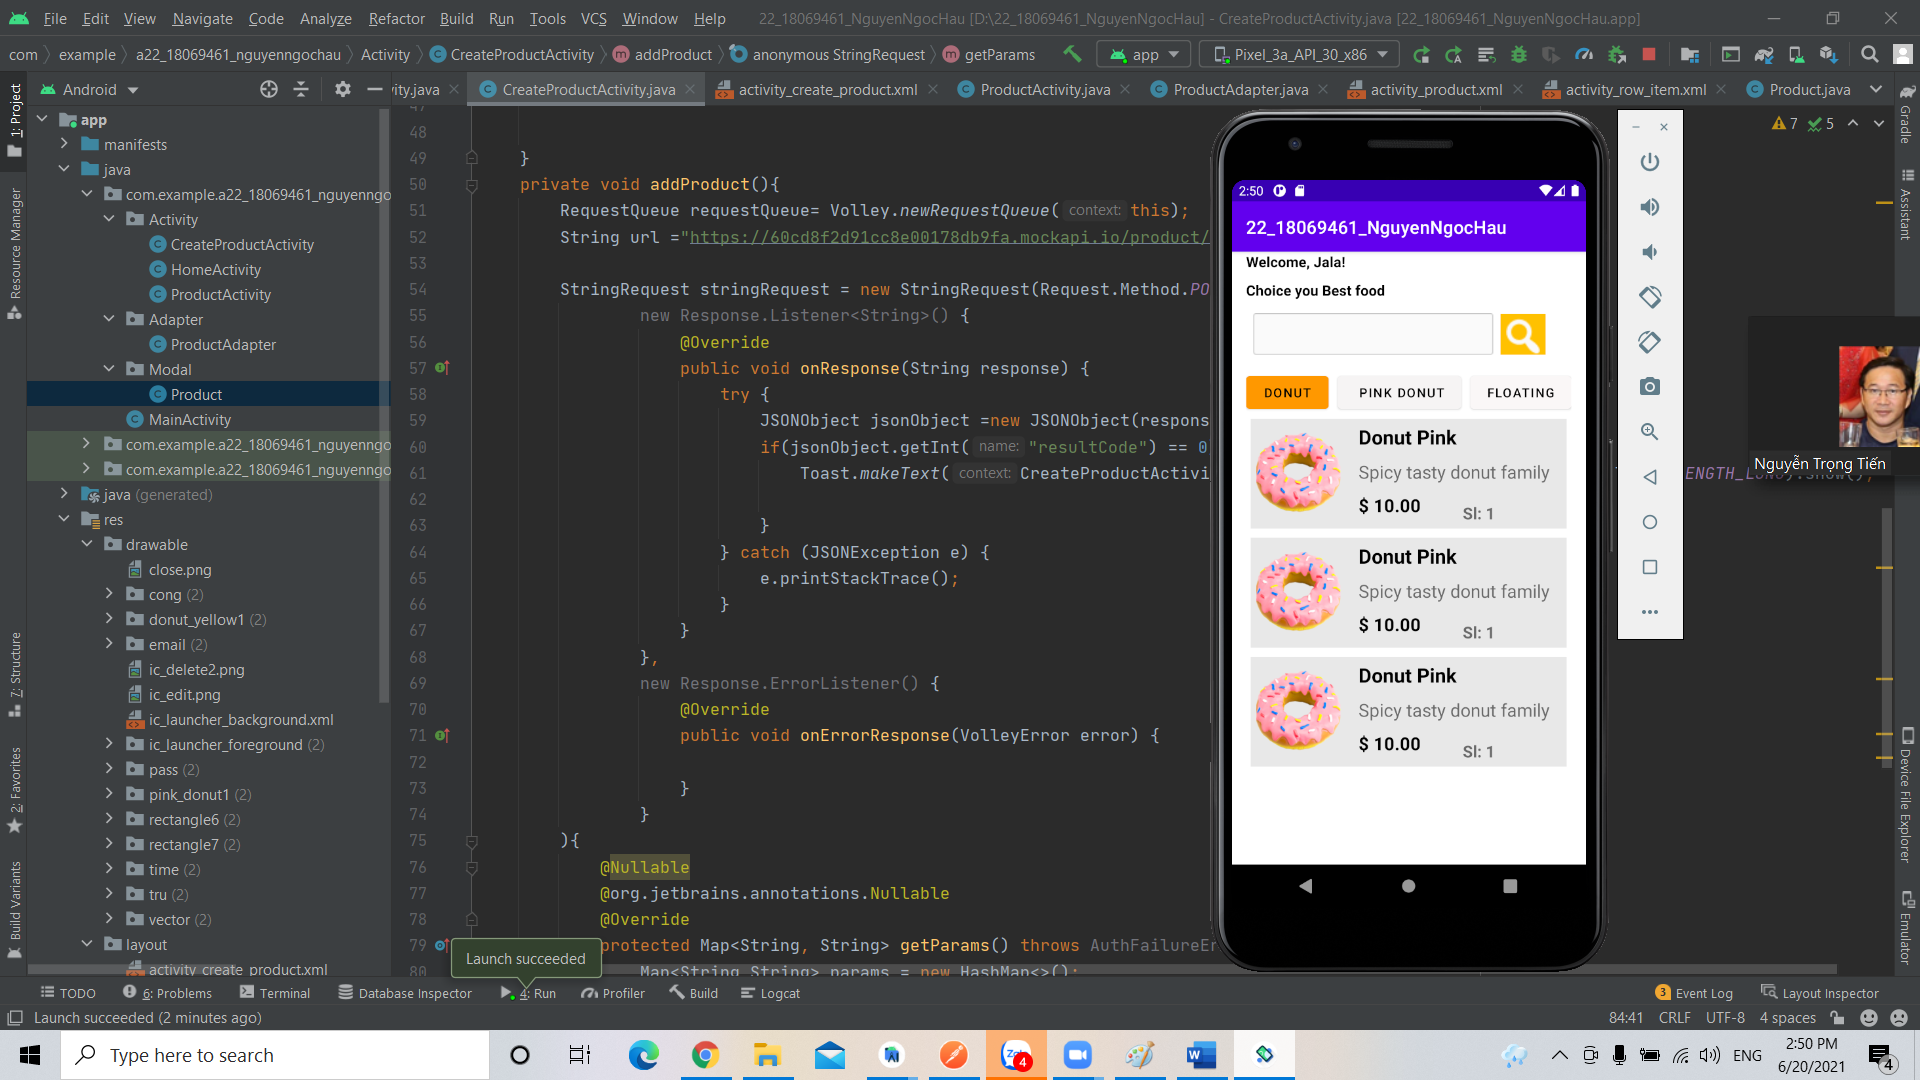 File Edit View Navigate Code Analyze Refactor Build Run Tools VCS Window Help 22_18069461_NguyenNgocHau [D:\22_18069461_NguyenNgocHau] - CreateProductActivity.java [22_18069461_NguyenNgocHau.app]
com example a22_18069461_nguyenngochau Activity CreateProductActivity addProduct anonymous StringRequest getParams app Pixel_3a_API_30_x86
Android ity.java CreateProductActivity.java activity_create_product.xml ProductActivity.java ProductAdapter.java activity_product.xml activity_row_item.xml Product.java
1: Project
Resource Manager
7: Structure
2: Favorites
Build Variants
app
manifests
java
com.example.a22_18069461_nguyenngo
Activity
CreateProductActivity
HomeActivity
ProductActivity
Adapter
ProductAdapter
Modal
Product
MainActivity
com.example.a22_18069461_nguyenngo
com.example.a22_18069461_nguyenngo
java (generated)
res
drawable
close.png
cong (2)
donut_yellow1 (2)
email (2)
ic_delete2.png
ic_edit.png
ic_launcher_background.xml
ic_launcher_foreground (2)
pass (2)
pink_donut1 (2)
rectangle6 (2)
rectangle7 (2)
time (2)
tru (2)
vector (2)
layout
activity_create_product.xml
47
48
49 }
50 private void addProduct(){
51 RequestQueue requestQueue= Volley.newRequestQueue( context: this);
52 String url ="https://60cd8f2d91cc8e00178db9fa.mockapi.io/product/
53
54 StringRequest stringRequest = new StringRequest(Request.Method.PO
55 new Response.Listener<String>() {
56 @Override
57 public void onResponse(String response) {
58 try {
59 JSONObject jsonObject =new JSONObject(respons
60 if(jsonObject.getInt( name: "resultCode") == 0
61 Toast.makeText( context: CreateProductActivi ENGTH_LONG).show();
62
63 }
64 } catch (JSONException e) {
65 e.printStackTrace();
66 }
67 }
68 },
69 new Response.ErrorListener() {
70 @Override
71 public void onErrorResponse(VolleyError error) {
72
73 }
74 }
75 ){
76 @Nullable
77 @org.jetbrains.annotations.Nullable
78 @Override
79 protected Map<String, String> getParams() throws AuthFailureEr
80 Map<String,String> params = new HashMap<>();
Launch succeeded
2:50
22_18069461_NguyenNgocHau
Welcome, Jala!
Choice you Best food
DONUT PINK DONUT FLOATING
Donut Pink
Spicy tasty donut family
$ 10.00 Sl: 1
Donut Pink
Spicy tasty donut family
$ 10.00 Sl: 1
Donut Pink
Spicy tasty donut family
$ 10.00 Sl: 1
7 5
Nguyễn Trọng Tiến
Gradle
Assistant
Device File Explorer
Emulator
TODO 6: Problems Terminal Database Inspector 4: Run Profiler Build Logcat 3 Event Log Layout Inspector
Launch succeeded (2 minutes ago) 84:41 CRLF UTF-8 4 spaces
Type here to search 4 ENG 2:50 PM
6/20/2021 4